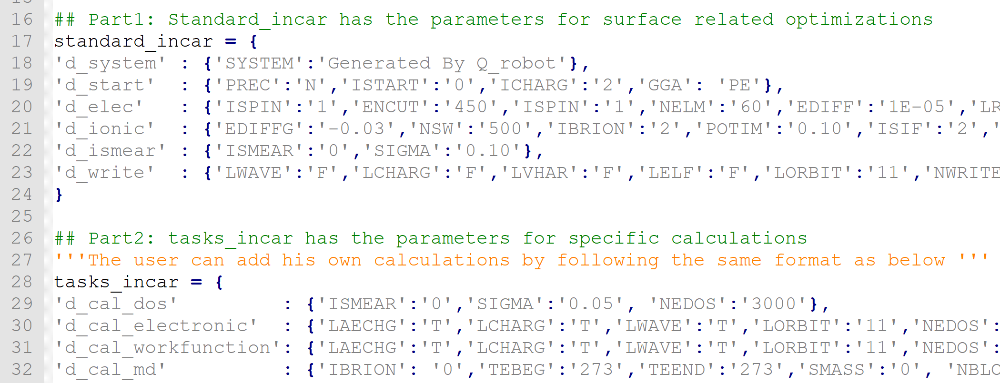 16 ## Part1: Standard_incar has the parameters for surface related optimizations
17 standard_incar = {
18 'd_system' : {'SYSTEM':'Generated By Q_robot'},
19 'd_start'  : {'PREC':'N','ISTART':'0','ICHARG':'2','GGA': 'PE'},
20 'd_elec'   : {'ISPIN':'1','ENCUT':'450','ISPIN':'1','NELM':'60','EDIFF':'1E-05','LR
21 'd_ionic'  : {'EDIFFG':'-0.03','NSW':'500','IBRION':'2','POTIM':'0.10','ISIF':'2','
22 'd_ismear' : {'ISMEAR':'0','SIGMA':'0.10'},
23 'd_write'  : {'LWAVE':'F','LCHARG':'F','LVHAR':'F','LELF':'F','LORBIT':'11','NWRITE
24 }
25
26 ## Part2: tasks_incar has the parameters for specific calculations
27 '''The user can add his own calculations by following the same format as below '''
28 tasks_incar = {
29 'd_cal_dos'          : {'ISMEAR':'0','SIGMA':'0.05', 'NEDOS':'3000'},
30 'd_cal_electronic'  : {'LAECHG':'T','LCHARG':'T','LWAVE':'T','LORBIT':'11','NEDOS':
31 'd_cal_workfunction': {'LAECHG':'T','LCHARG':'T','LWAVE':'T','LORBIT':'11','NEDOS':
32 'd_cal_md'          : {'IBRION': '0','TEBEG':'273','TEEND':'273','SMASS':'0', 'NBLO